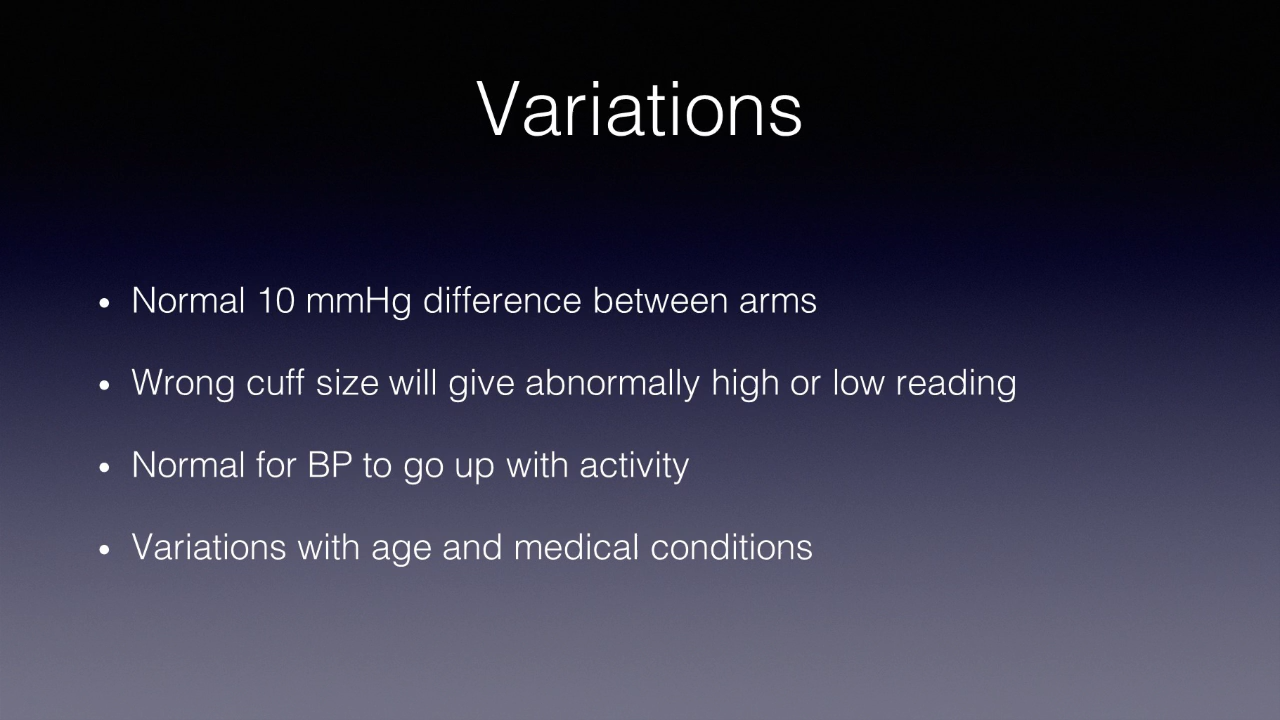 Variations
• Normal 10 mmHg difference between arms
• Wrong cuff size will give abnormally high or low reading
• Normal for BP to go up with activity
• Variations with age and medical conditions